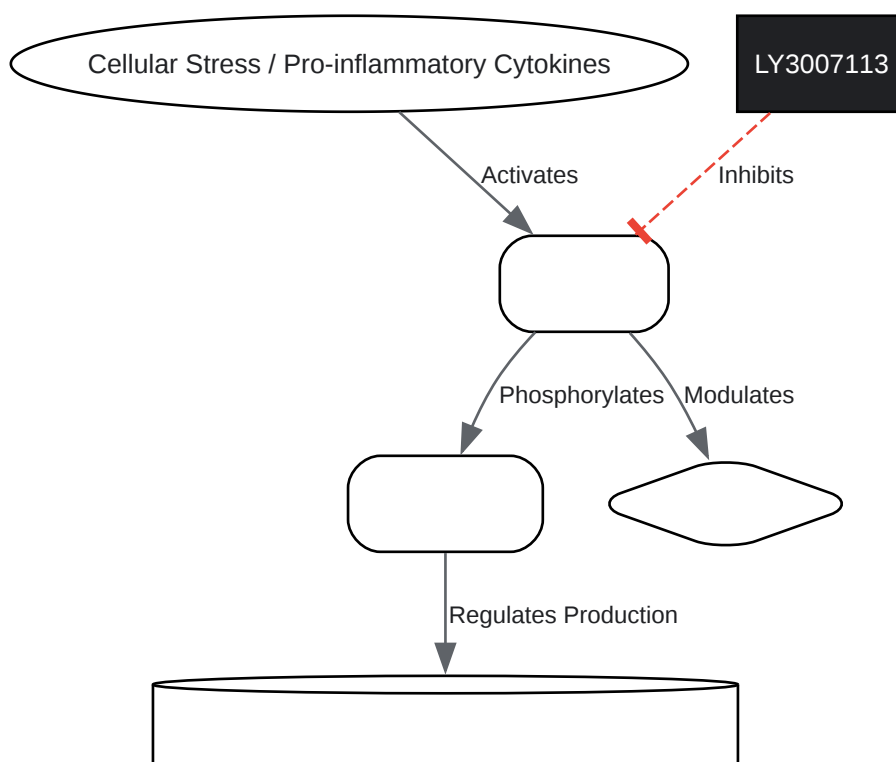 Cellular Stress / Pro-inflammatory Cytokines
LY3007113
Activates
Inhibits
Phosphorylates
Modulates
Regulates Production